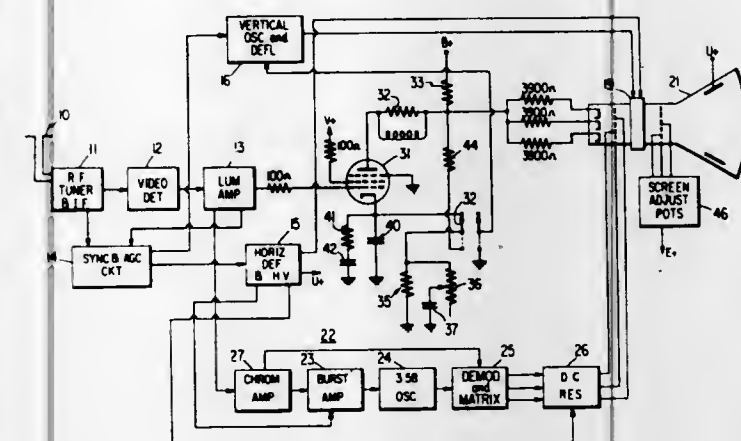 VERTICAL
OSC and
DEFL
16
B+
33
32
V+
100Ω
31
3900Ω
3900Ω
3800Ω
19
21
U+
10
11
12
13
R F
TUNER
& I.F.
VIDEO
DET
LUM
AMP
100Ω
44
SCREEN
ADJUST
POTS
46
E+
14
SYNC & AGC
CKT
15
HORIZ
DEF
& H V
U+
41
42
40
32
35
36
37
22
27
23
24
25
26
CHROM
AMP
BURST
AMP
3.58
OSC
DEMOD
and
MATRIX
D C
RES